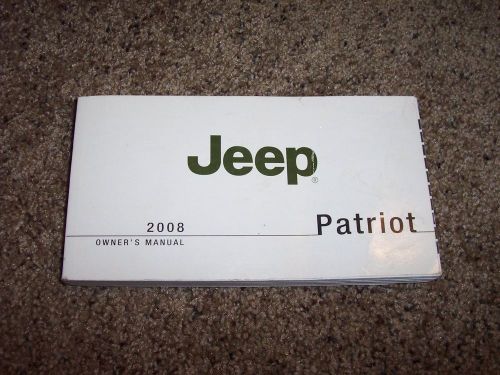 Jeep®
2008
Patriot
OWNER'S MANUAL